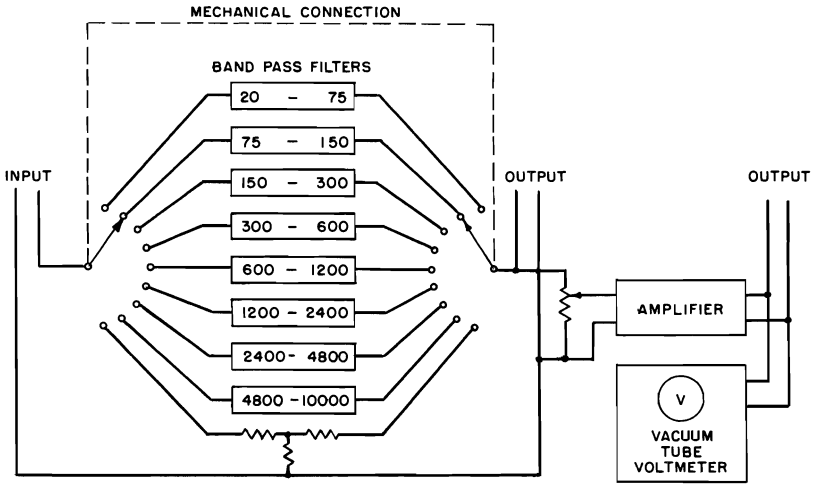 MECHANICAL CONNECTION
BAND PASS FILTERS
20 - 75
75 - 150
INPUT
OUTPUT
OUTPUT
150 - 300
300 - 600
600 - 1200
1200 - 2400
AMPLIFIER
2400 - 4800
4800 - 10000
V
VACUUM
TUBE
VOLTMETER